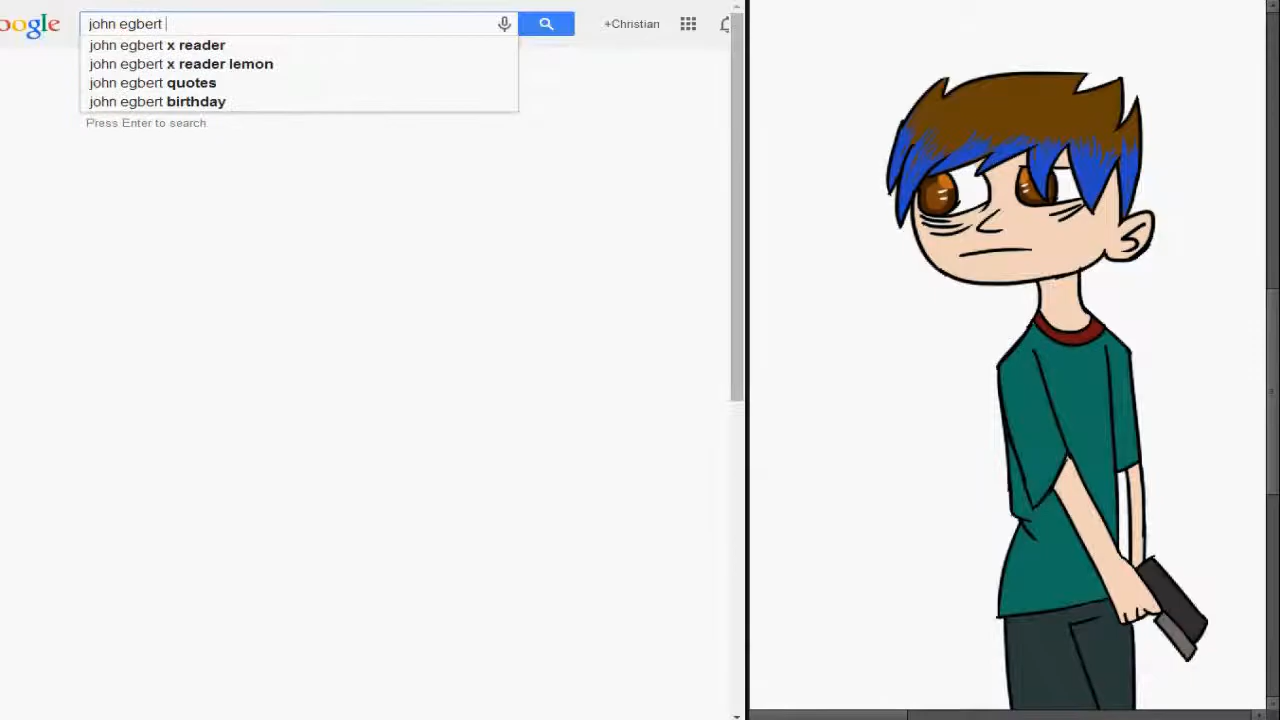 oogle
john egbert
+Christian
john egbert x reader
john egbert x reader lemon
john egbert quotes
john egbert birthday
Press Enter to search